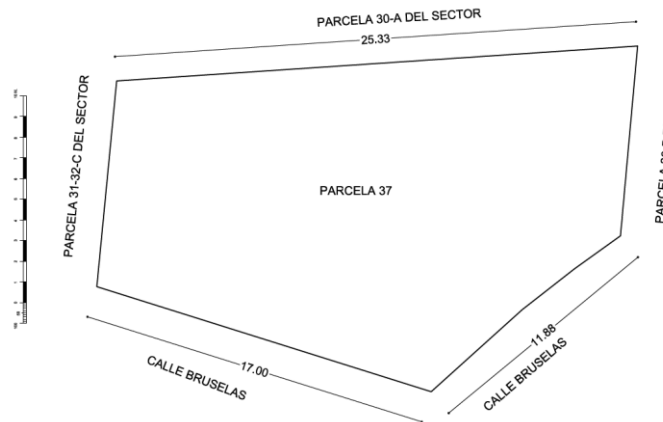 PARCELA 30-A DEL SECTOR
25.33
PARCELA 31-32-C DEL SECTOR
PARCELA 37
PARCELA
11.88
CALLE BRUSELAS
17.00
CALLE BRUSELAS